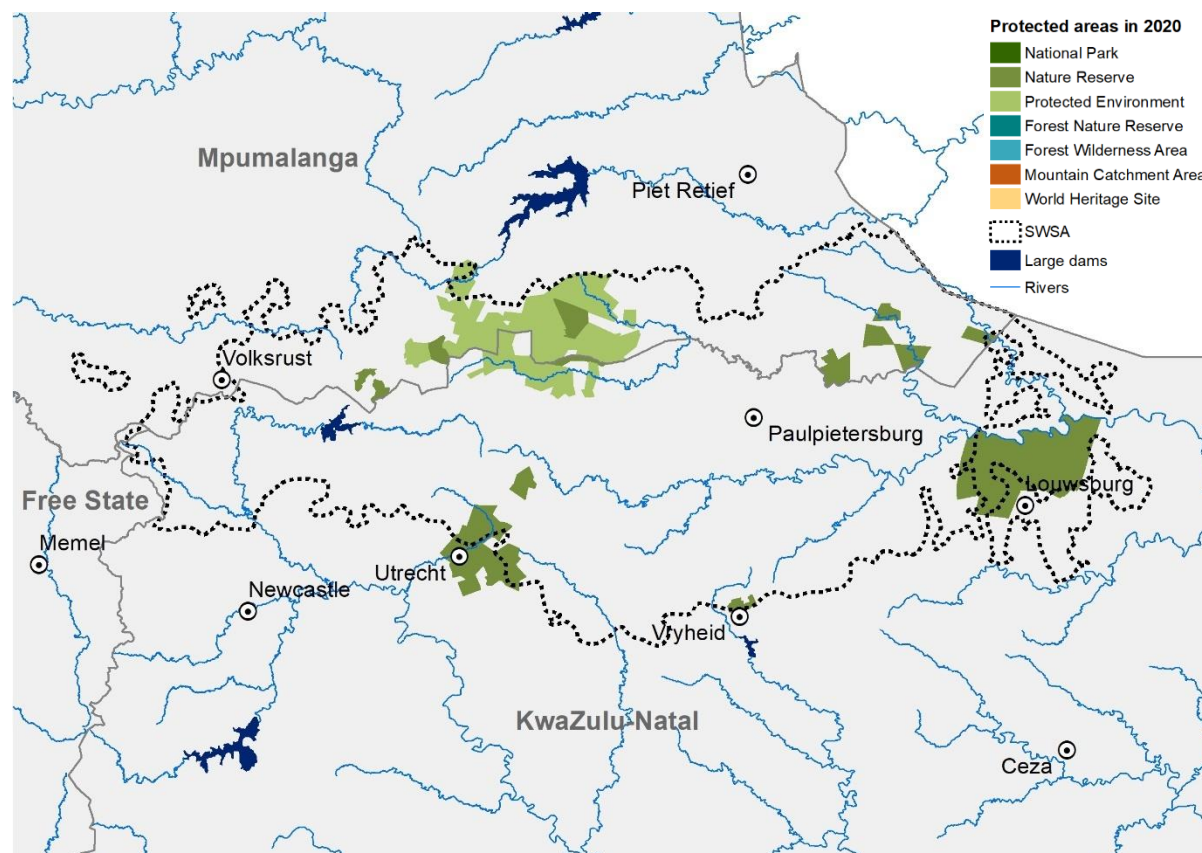 Protected areas in 2020
National Park
Nature Reserve
Protected Environment
Forest Nature Reserve
Forest Wilderness Area
Mountain Catchment Area
World Heritage Site
SWSA
Large dams
Rivers
Mpumalanga
Piet Retief
Volksrust
Paulpietersburg
Free State
Louwsburg
Memel
Utrecht
Newcastle
Vryheid
KwaZulu-Natal
Ceza